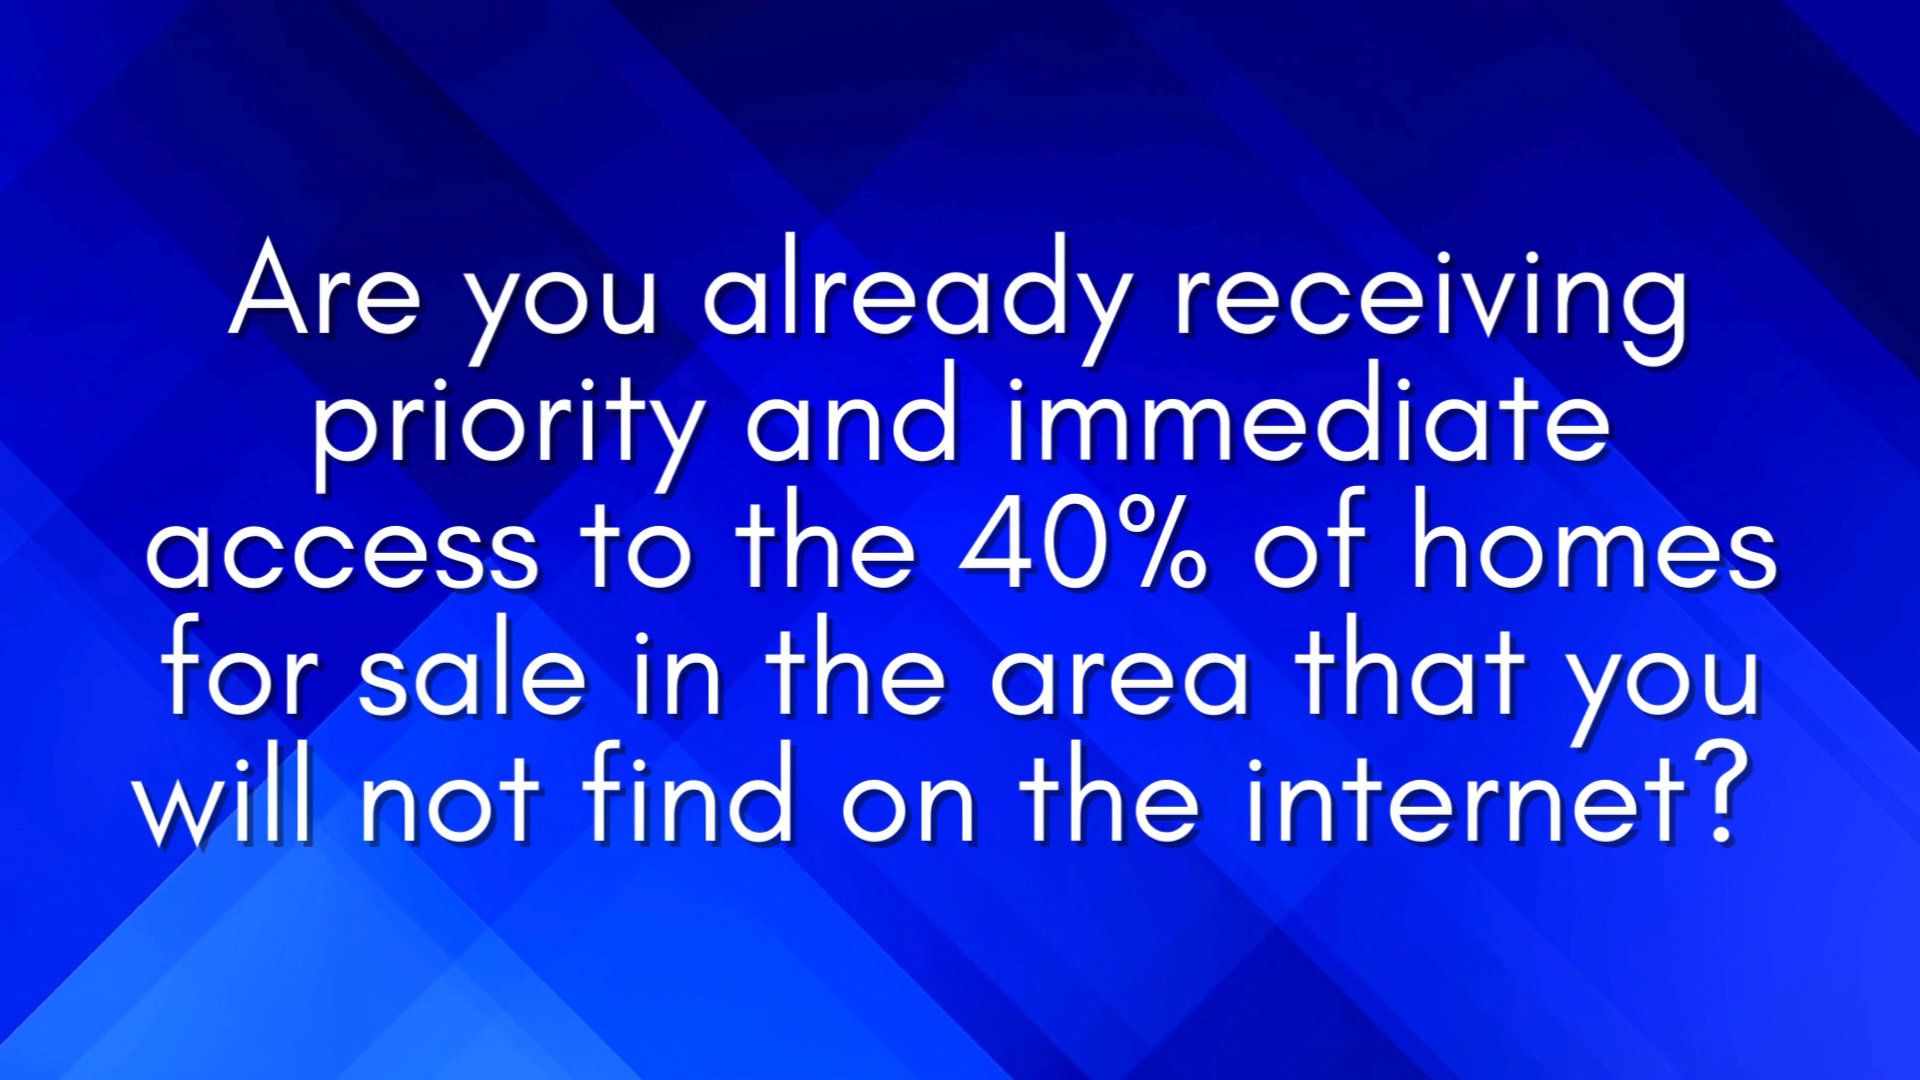 Are you already receiving
priority and immediate
access to the 40% of homes
for sale in the area that you
will not find on the internet?